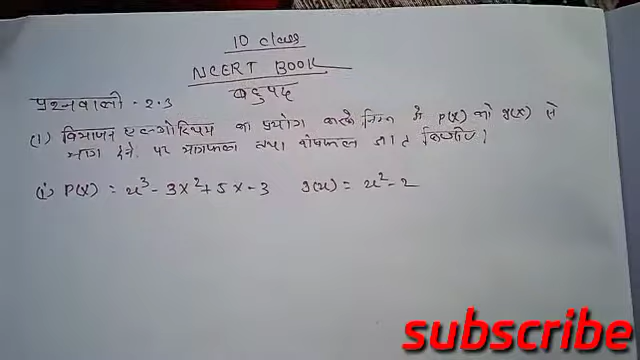 10 class
NCERT BOOK
बहुपद
प्रश्नावली - 2.3
(1) विभाजन एल्गोरिथम का प्रयोग करके निम्न में P(x) को g(x) से
भाग देने पर भागफल तथा शेषफल ज्ञात कीजिए।
(i) P(x) = x³ - 3x² + 5x - 3 g(x) = x² - 2
subscribe